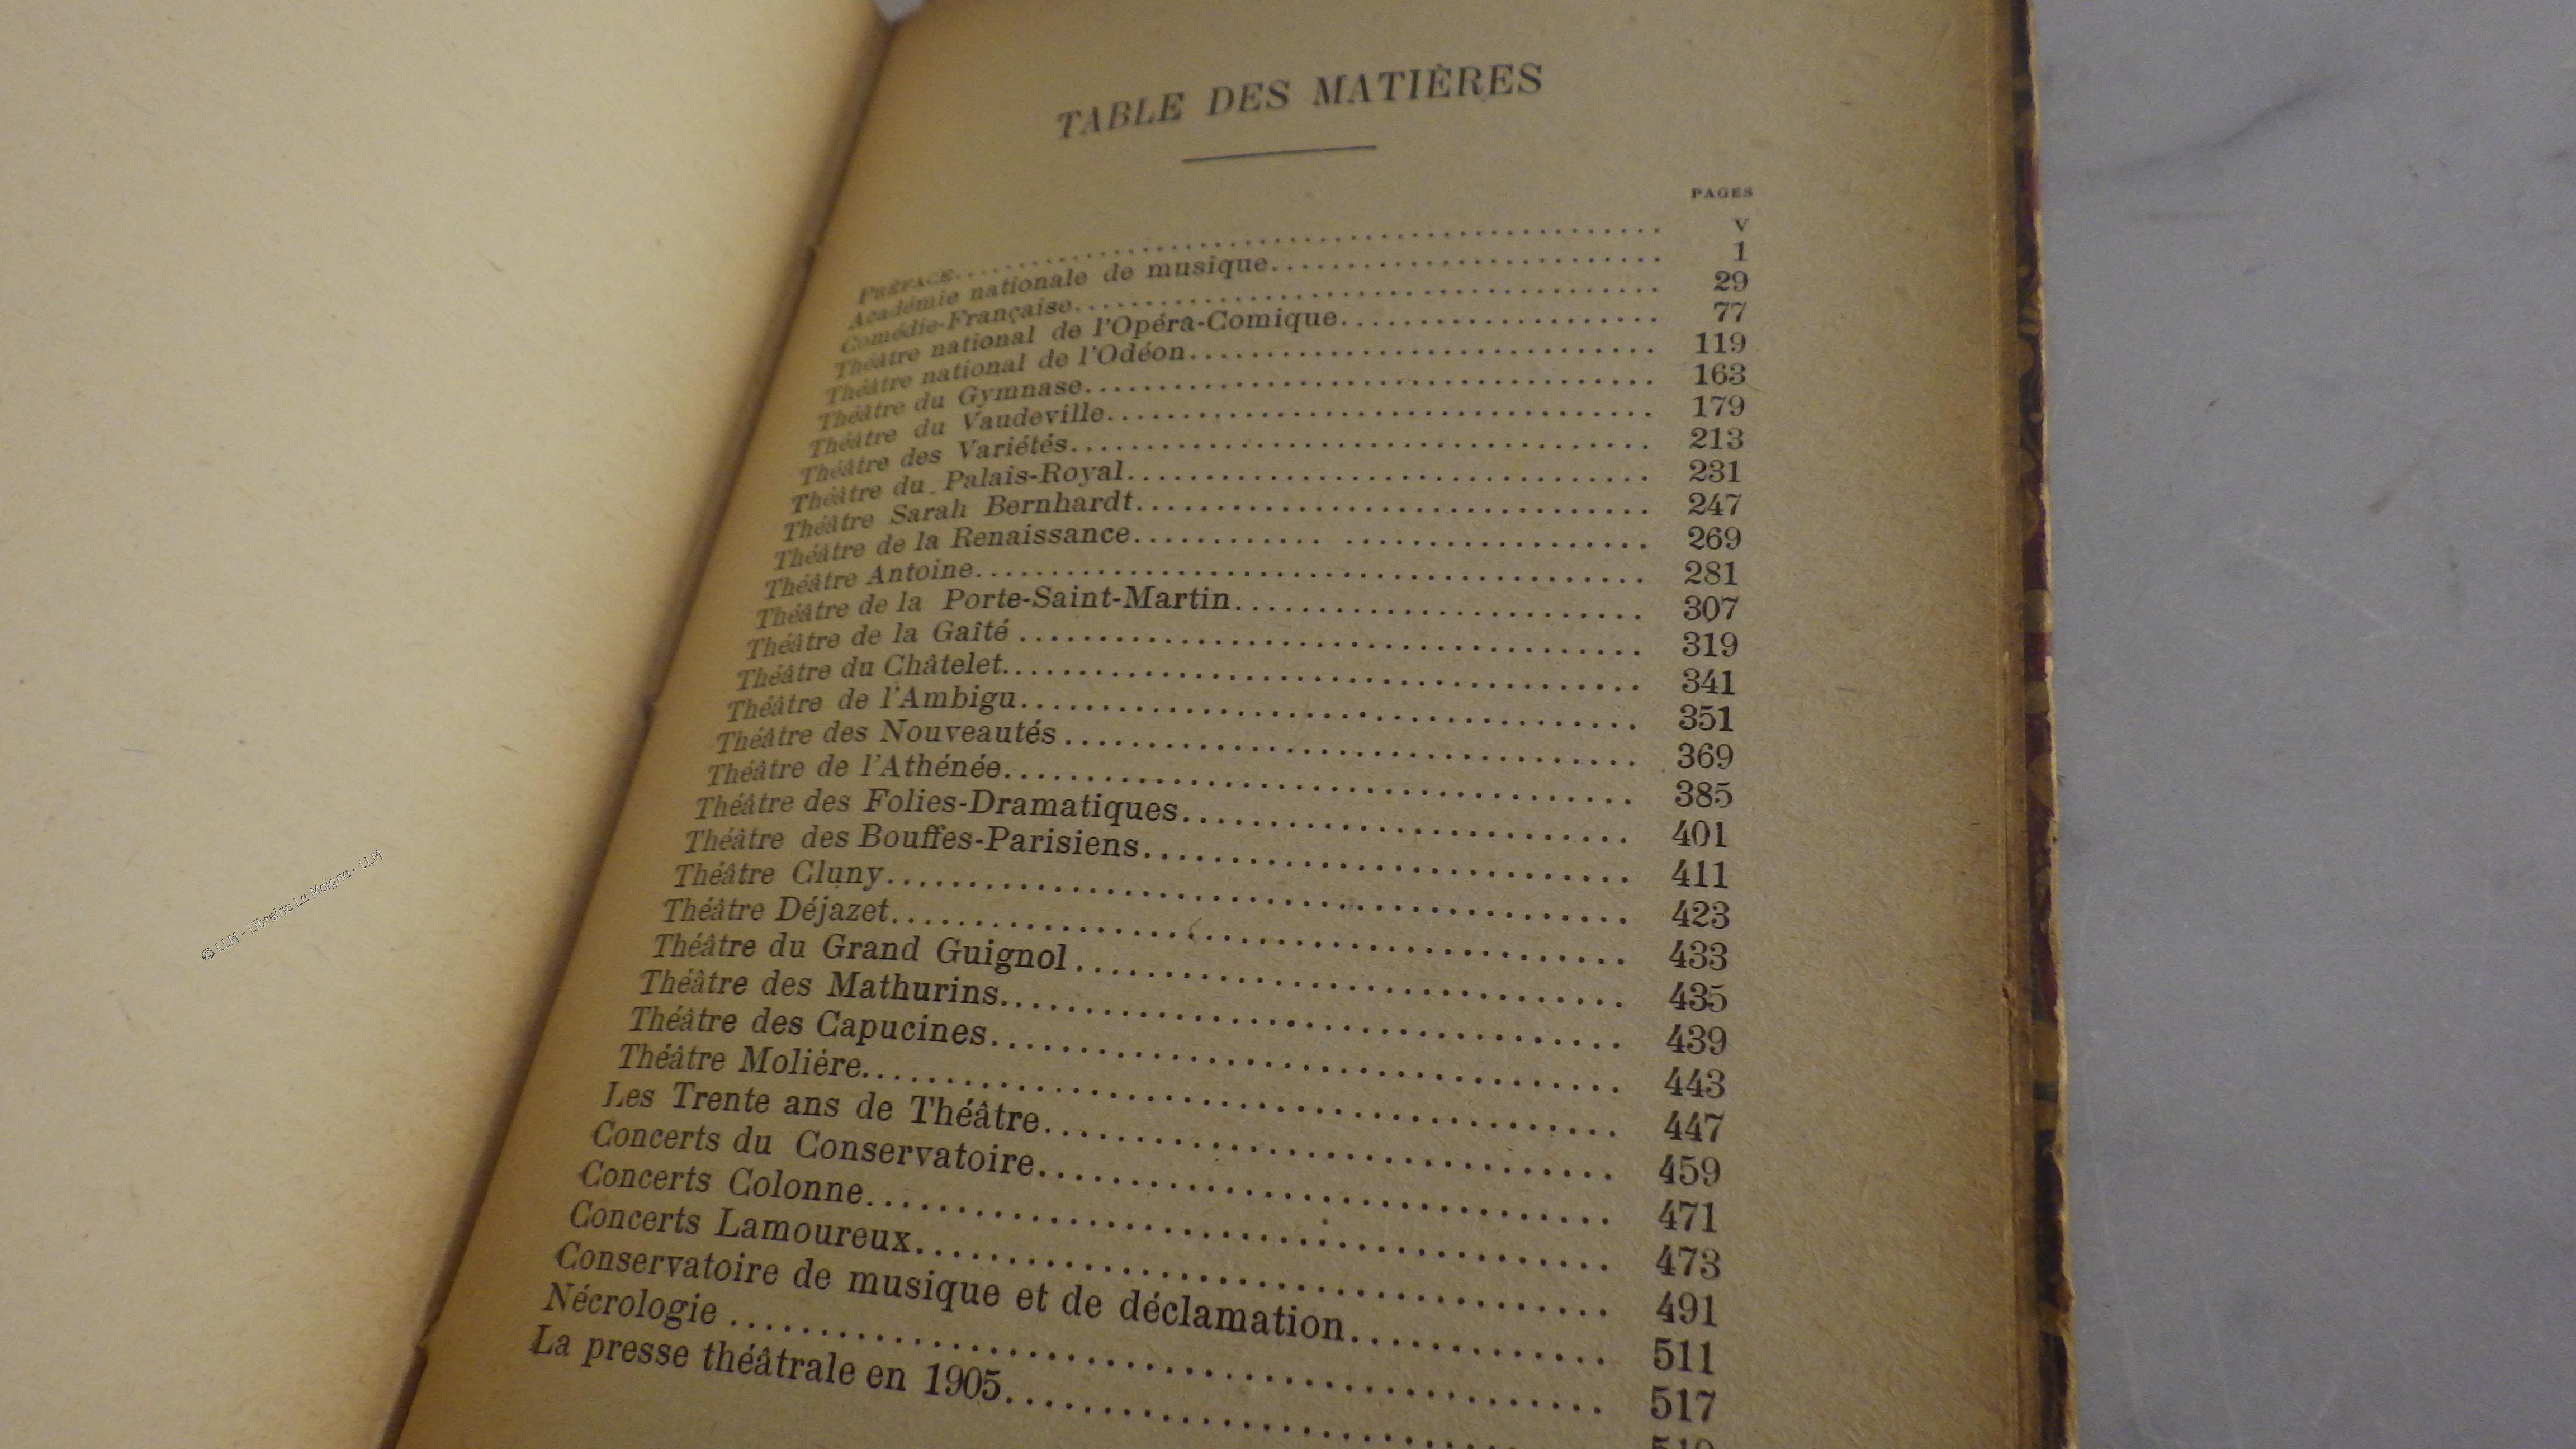 TABLE DES MATIÈRES
PAGES
PRÉFACE........................................ V
Académie nationale de musique........................ 1
Comédie-Française........................................ 29
Théâtre national de l'Opéra-Comique.................... 77
Théâtre national de l'Odéon.............................. 119
Théâtre du Gymnase.................................... 163
Théâtre du Vaudeville................................... 179
Théâtre des Variétés..................................... 213
Théâtre du Palais-Royal.................................. 231
Théâtre Sarah Bernhardt................................. 247
Théâtre de la Renaissance............ .................. 269
Théâtre Antoine.......................................... 281
Théâtre de la Porte-Saint-Martin........................ 307
Théâtre de la Gaîté ..................................... 319
Théâtre du Châtelet...................................... 341
Théâtre de l'Ambigu..................................... 351
Théâtre des Nouveautés ................................. 369
Théâtre de l'Athénée..................................... 385
Théâtre des Folies-Dramatiques.......................... 401
Théâtre des Bouffes-Parisiens............................ 411
Théâtre Cluny............................................ 423
Théâtre Déjazet.......................................... 433
Théâtre du Grand Guignol ............................... 435
Théâtre des Mathurins................................... 439
Théâtre des Capucines................................... 443
Théâtre Molière.......................................... 447
Les Trente ans de Théâtre............................... 459
Concerts du Conservatoire............................... 471
Concerts Colonne........................................ 473
Concerts Lamoureux..................................... 491
Conservatoire de musique et de déclamation............. 511
Nécrologie .............................................. 517
La presse théâtrale en 1905..............................
© LLM - Librairie Le Moigne - LLM